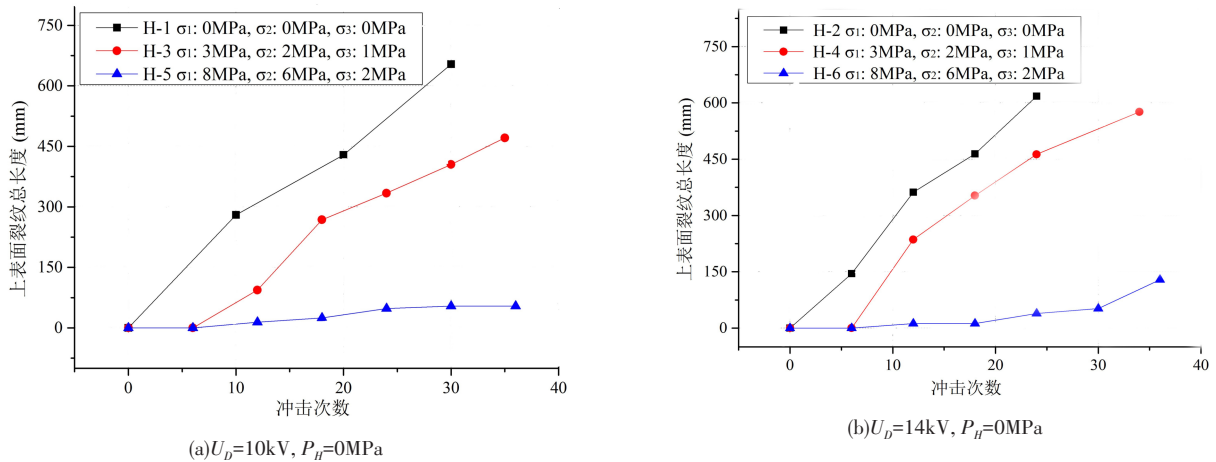 H-1 σ₁: 0MPa, σ₂: 0MPa, σ₃: 0MPa
H-3 σ₁: 3MPa, σ₂: 2MPa, σ₃: 1MPa
H-5 σ₁: 8MPa, σ₂: 6MPa, σ₃: 2MPa
上表面裂纹总长度 (mm)
750
600
450
300
150
0
0
10
20
30
40
冲击次数
(a)U_D=10kV, P_H=0MPa
H-2 σ₁: 0MPa, σ₂: 0MPa, σ₃: 0MPa
H-4 σ₁: 3MPa, σ₂: 2MPa, σ₃: 1MPa
H-6 σ₁: 8MPa, σ₂: 6MPa, σ₃: 2MPa
上表面裂纹总长度 (mm)
750
600
450
300
150
0
0
10
20
30
40
冲击次数
(b)U_D=14kV, P_H=0MPa